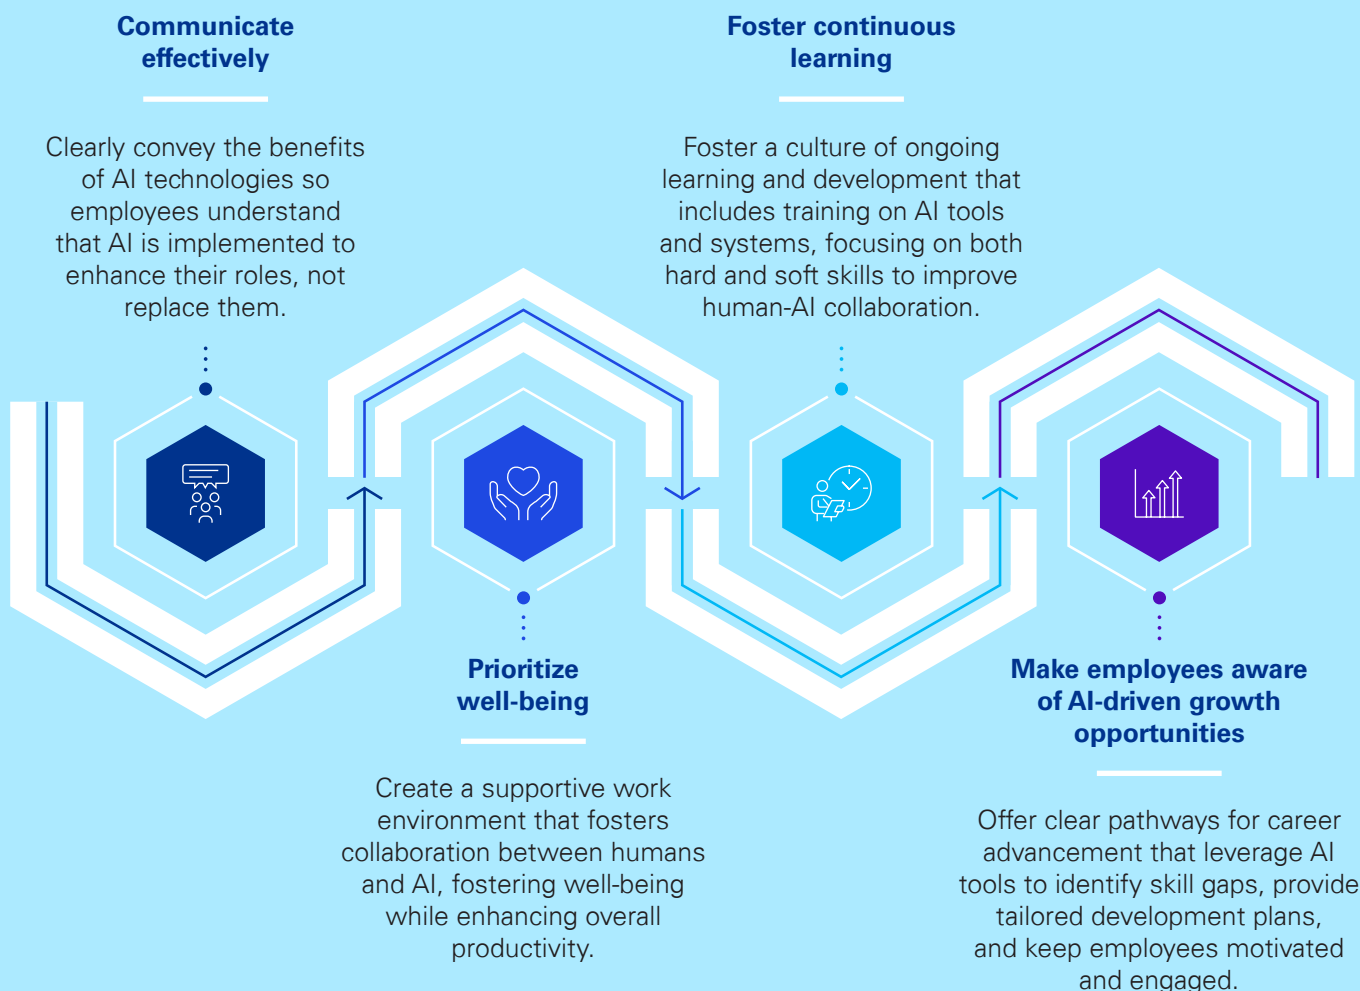 Communicate
effectively
Clearly convey the benefits
of AI technologies so
employees understand
that AI is implemented to
enhance their roles, not
replace them.
Prioritize
well-being
Create a supportive work
environment that fosters
collaboration between humans
and AI, fostering well-being
while enhancing overall
productivity.
Foster continuous
learning
Foster a culture of ongoing
learning and development that
includes training on AI tools
and systems, focusing on both
hard and soft skills to improve
human-AI collaboration.
Make employees aware
of AI-driven growth
opportunities
Offer clear pathways for career
advancement that leverage AI
tools to identify skill gaps, provide
tailored development plans,
and keep employees motivated
and engaged.